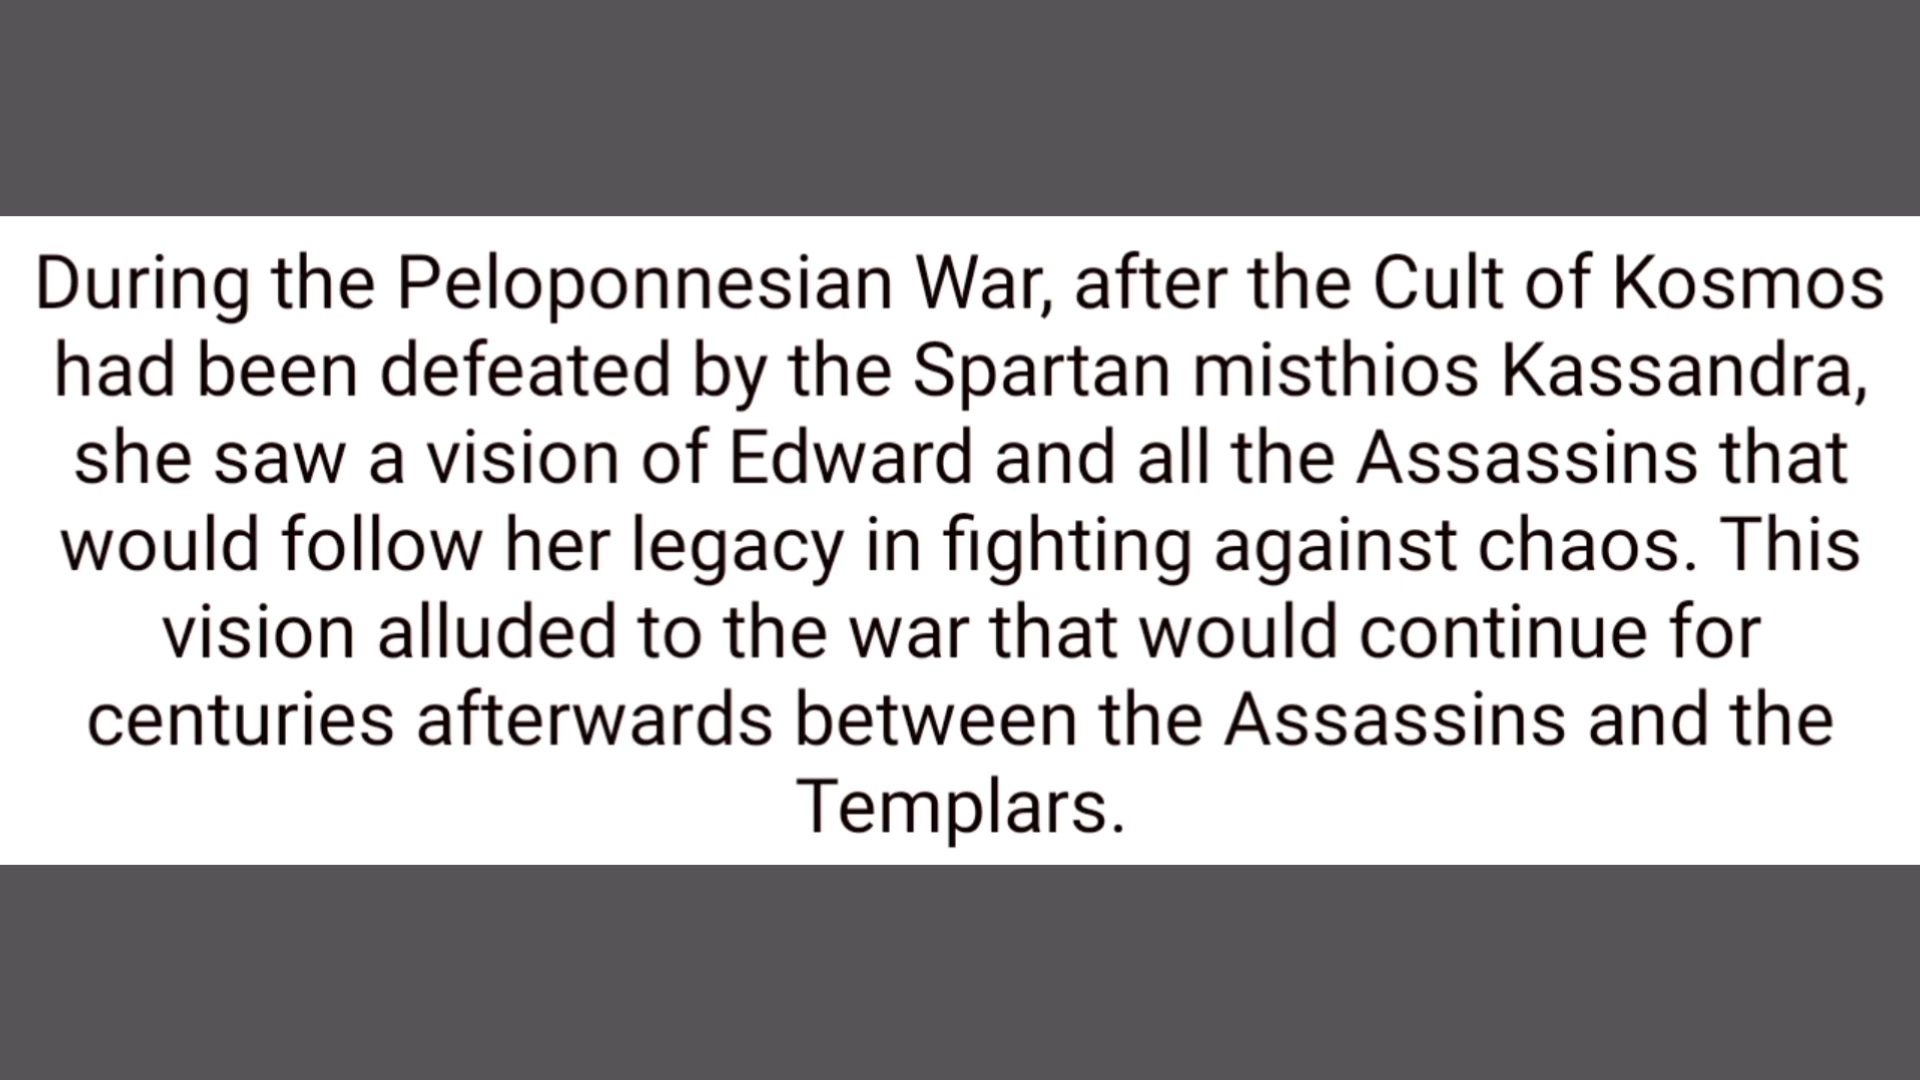 During the Peloponnesian War, after the Cult of Kosmos
had been defeated by the Spartan misthios Kassandra,
she saw a vision of Edward and all the Assassins that
would follow her legacy in fighting against chaos. This
vision alluded to the war that would continue for
centuries afterwards between the Assassins and the
Templars.